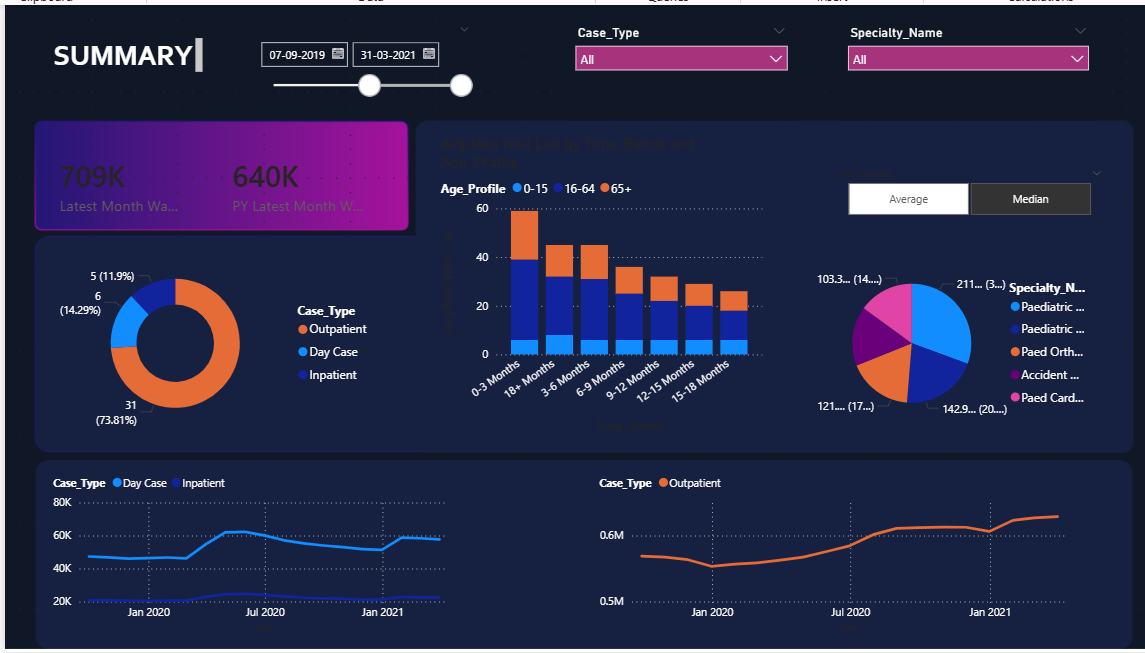 SUMMARY
07-09-2019
31-03-2021
Case_Type
All
Specialty_Name
All
709K
Latest Month Wa...
640K
PY Latest Month W...
Age_Profile 0-15 16-64 65+
60
40
20
0
0-3 Months
18+ Months
3-6 Months
6-9 Months
9-12 Months
12-15 Months
15-18 Months
Average
Median
5 (11.9%)
6
(14.29%)
31
(73.81%)
Case_Type
Outpatient
Day Case
Inpatient
103.3... (14....)
211... (3...)
121.... (17...)
142.9... (20....)
Specialty_N...
Paediatric ...
Paediatric ...
Paed Orth...
Accident ...
Paed Card...
Case_Type Day Case Inpatient
80K
60K
40K
20K
Jan 2020
Jul 2020
Jan 2021
Case_Type Outpatient
0.6M
0.5M
Jan 2020
Jul 2020
Jan 2021